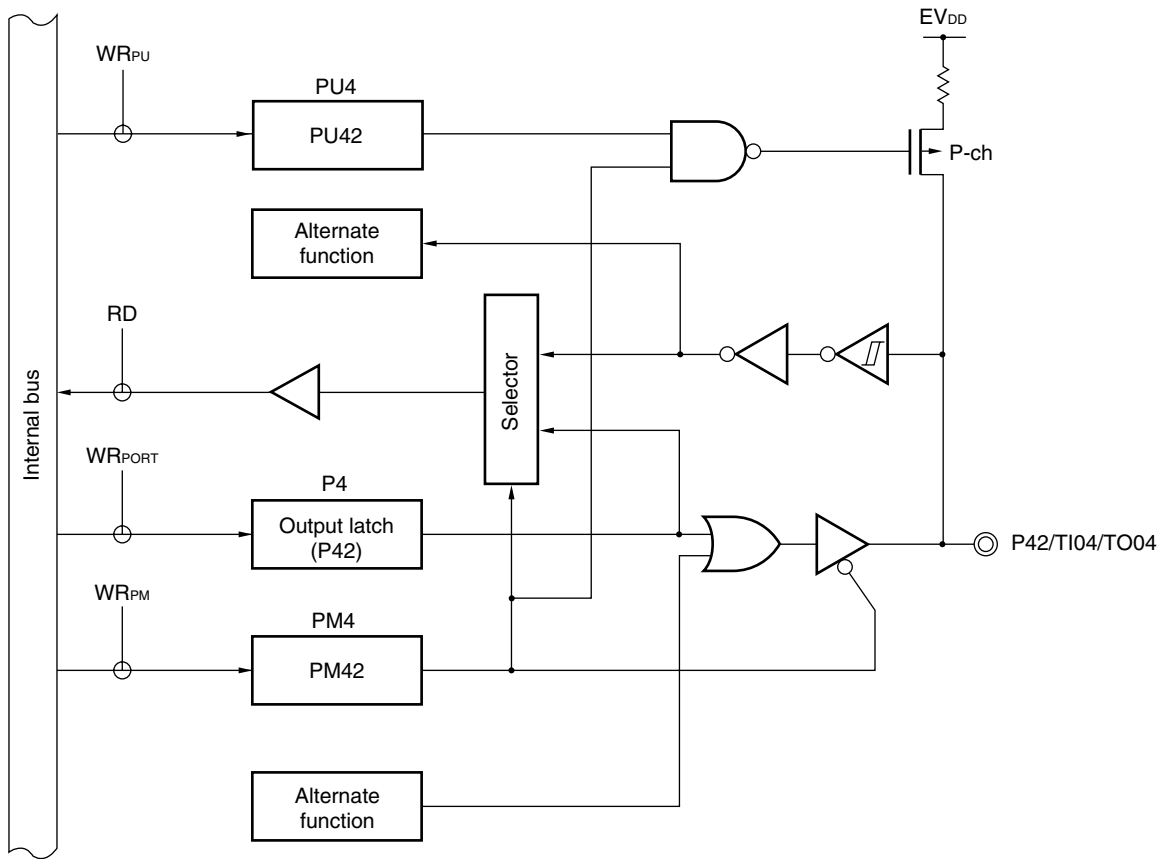 EVDD
WRPU
PU4
PU42
P-ch
Alternate
function
RD
Selector
Internal bus
WRPORT
P4
Output latch
(P42)
P42/TI04/TO04
WRPM
PM4
PM42
Alternate
function